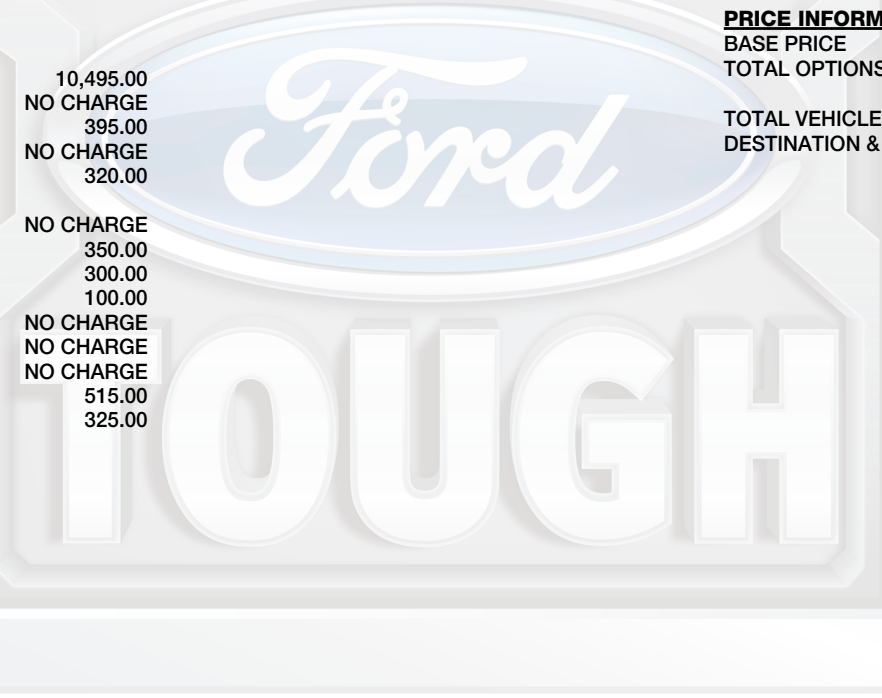 10,495.00
NO CHARGE
395.00
NO CHARGE
320.00
NO CHARGE
350.00
300.00
100.00
NO CHARGE
NO CHARGE
NO CHARGE
515.00
325.00
PRICE INFORM
BASE PRICE
TOTAL OPTIONS
TOTAL VEHICLE
DESTINATION &
Ford
TOUGH